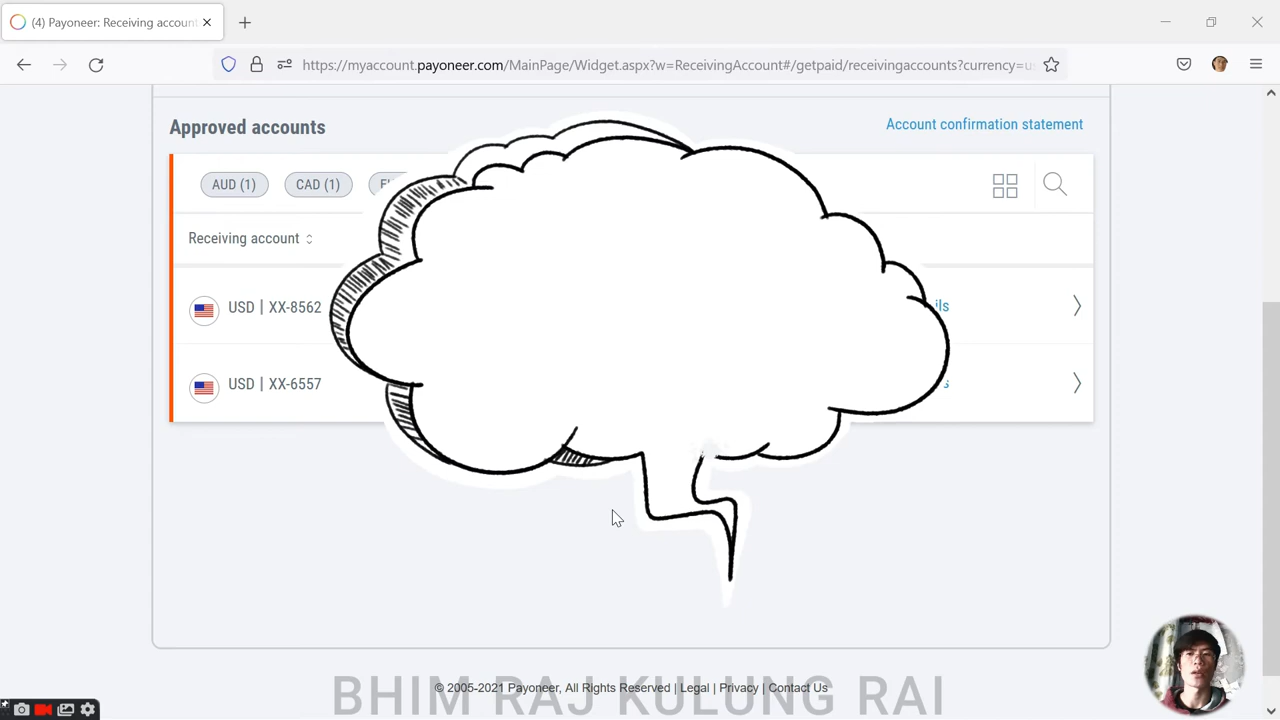 (4) Payoneer: Receiving account
https://myaccount.payoneer.com/MainPage/Widget.aspx?w=ReceivingAccount#/getpaid/receivingaccounts?currency=u
Approved accounts
Account confirmation statement
AUD (1)
CAD (1)
Receiving account
USD | XX-8562
ils
USD | XX-6557
s
© 2005-2021 Payoneer, All Rights Reserved | Legal | Privacy | Contact Us
BHIM RAJ KULUNG RAI